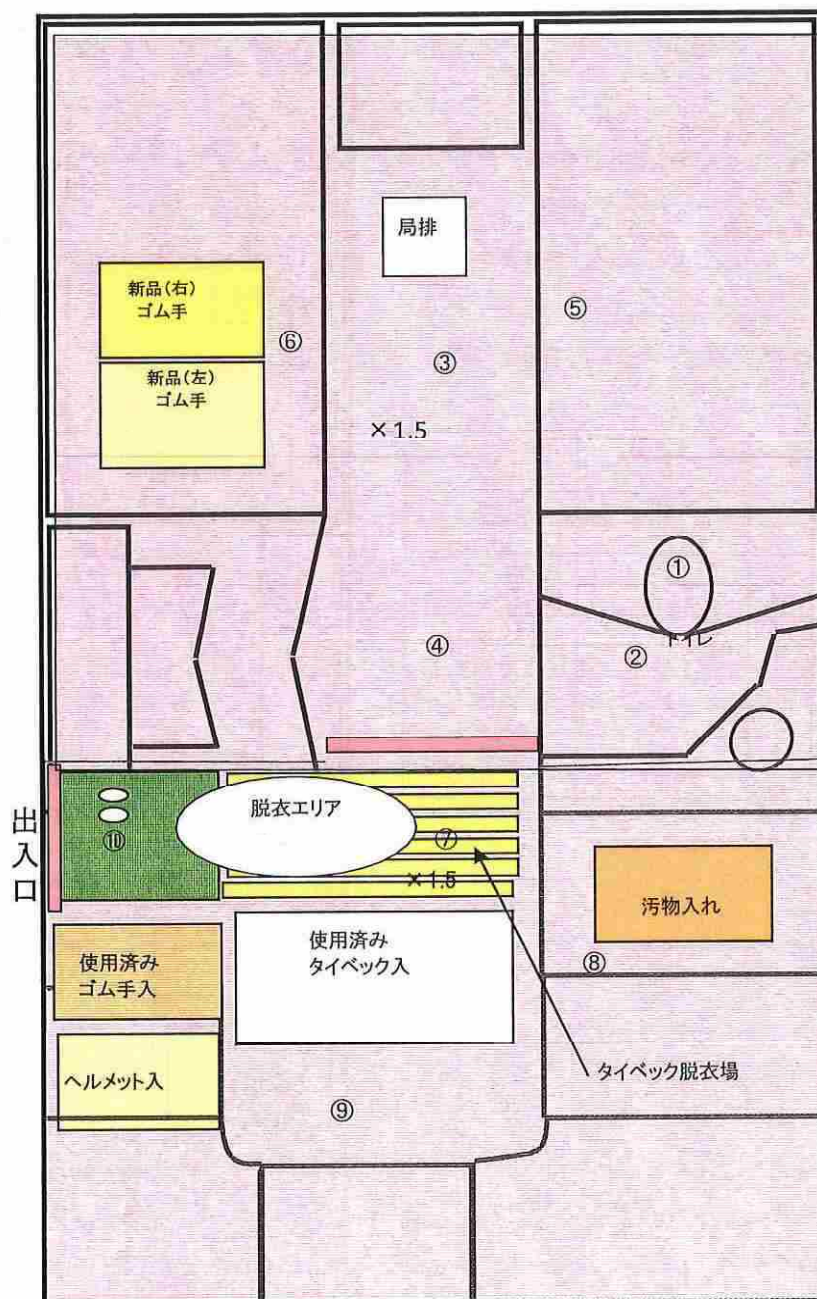 局排
新品(右)
ゴム手
⑤
⑥
③
新品(左)
ゴム手
×1.5
①
④
トイレ
②
出入口
脱衣エリア
⑩
⑦
×1.5
汚物入れ
使用済み
タイベック入
使用済み
ゴム手入
⑧
ヘルメット入
タイベック脱衣場
⑨